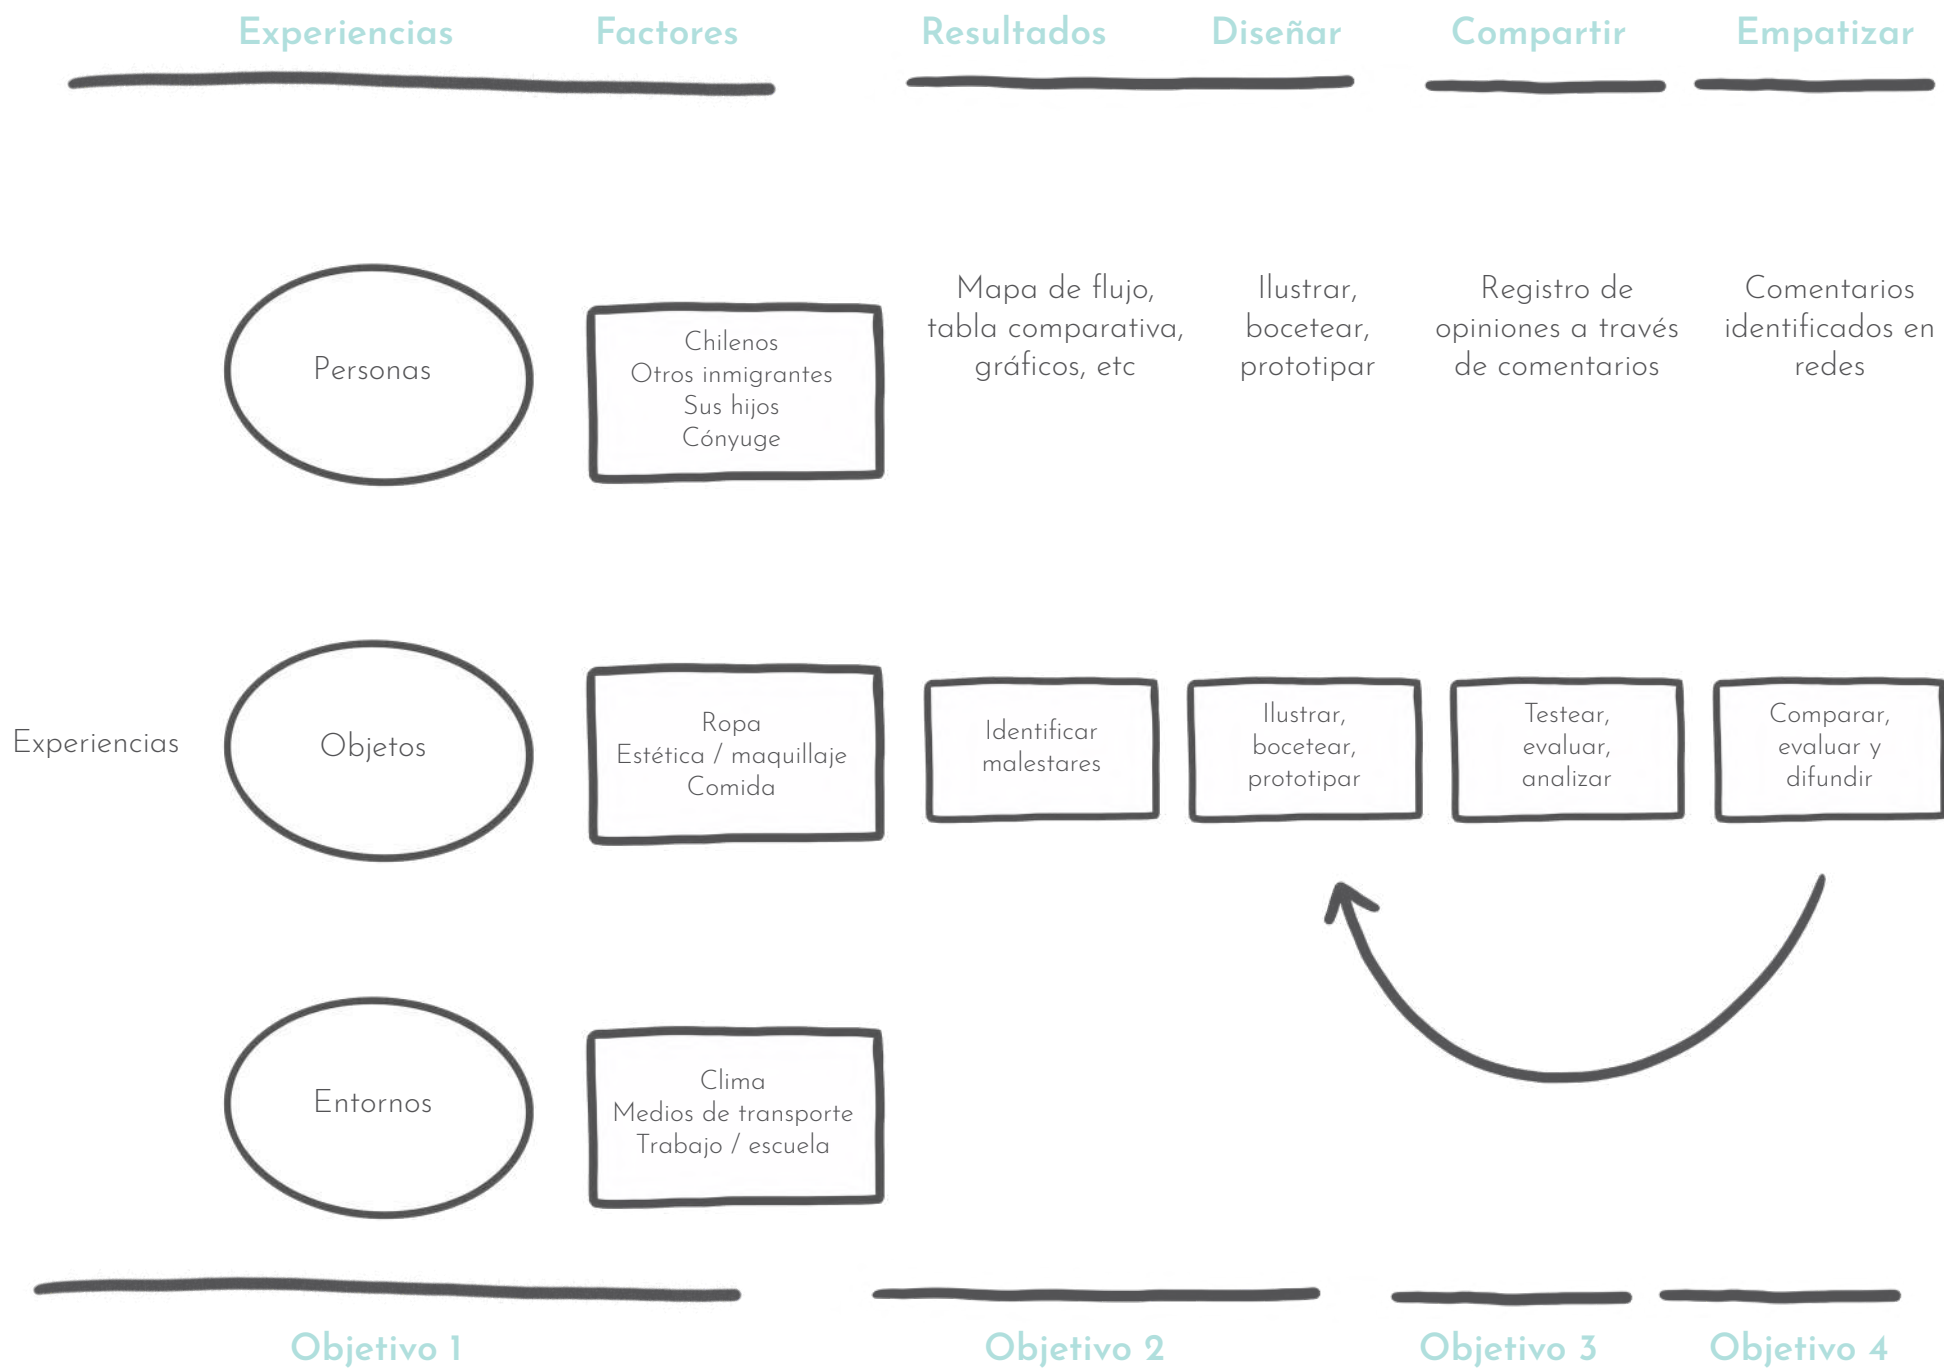 Experiencias
Factores
Resultados
Diseñar
Compartir
Empatizar
Personas
Chilenos
Otros inmigrantes
Sus hijos
Cónyuge
Mapa de flujo,
tabla comparativa,
gráficos, etc
Ilustrar,
bocetear,
prototipar
Registro de
opiniones a través
de comentarios
Comentarios
identificados en
redes
Experiencias
Objetos
Ropa
Estética / maquillaje
Comida
Identificar
malestares
Ilustrar,
bocetear,
prototipar
Testear,
evaluar,
analizar
Comparar,
evaluar y
difundir
Entornos
Clima
Medios de transporte
Trabajo / escuela
Objetivo 1
Objetivo 2
Objetivo 3
Objetivo 4